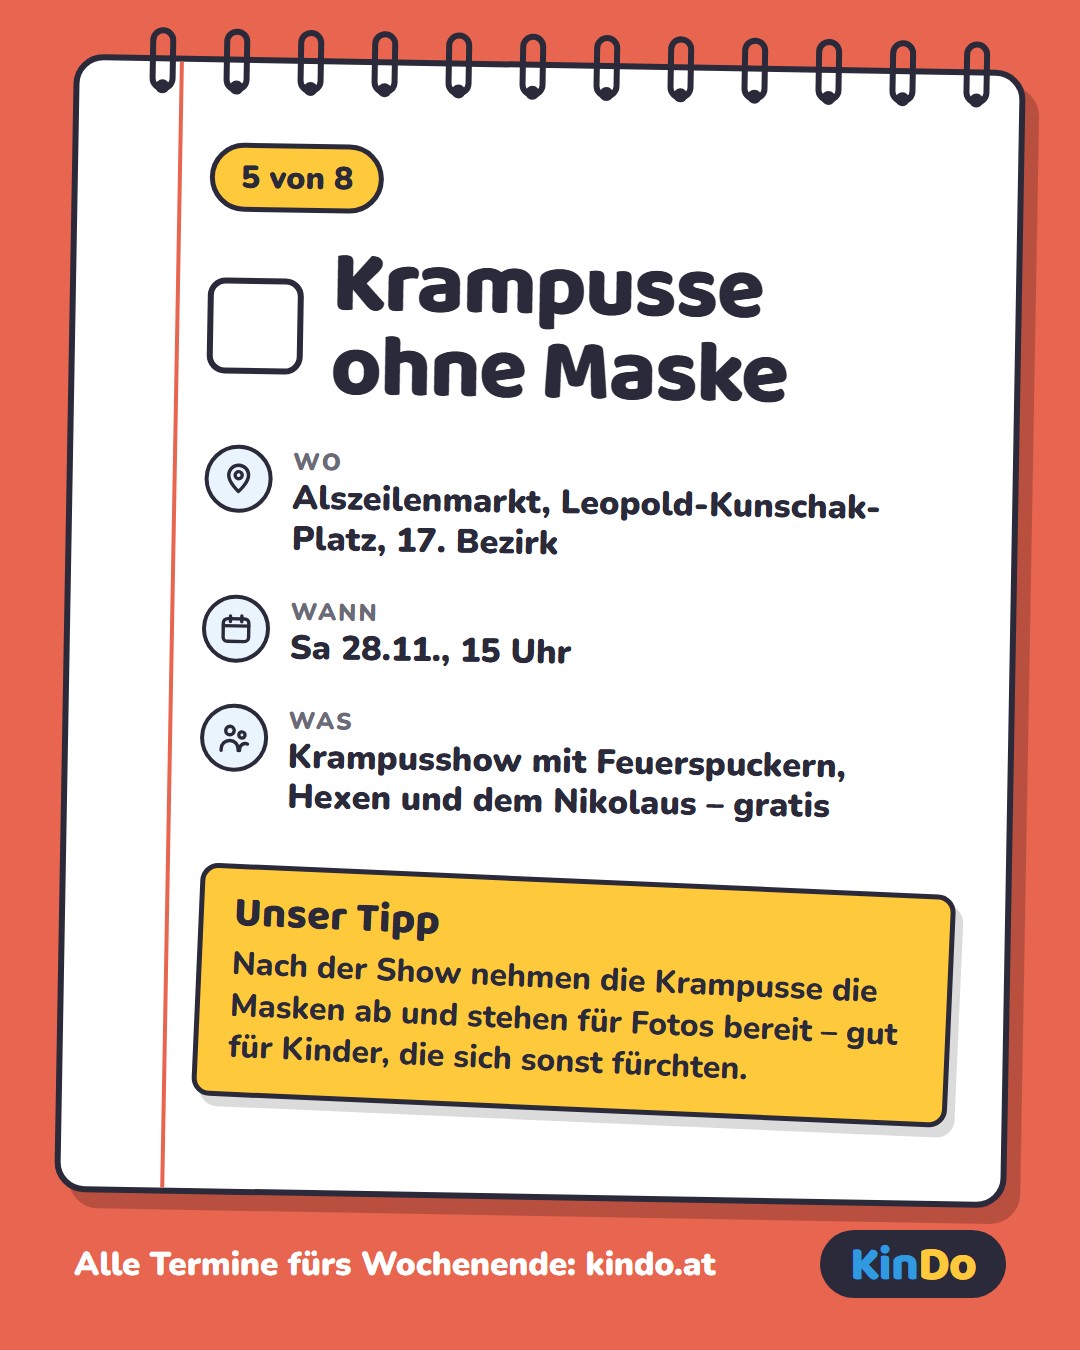 5 von 8
Krampusse
ohne Maske
WO
Alszeilenmarkt, Leopold-Kunschak-
Platz, 17. Bezirk
WANN
Sa 28.11., 15 Uhr
WAS
Krampusshow mit Feuerspuckern,
Hexen und dem Nikolaus – gratis
Unser Tipp
Nach der Show nehmen die Krampusse die
Masken ab und stehen für Fotos bereit – gut
für Kinder, die sich sonst fürchten.
Alle Termine fürs Wochenende: kindo.at
KinDo